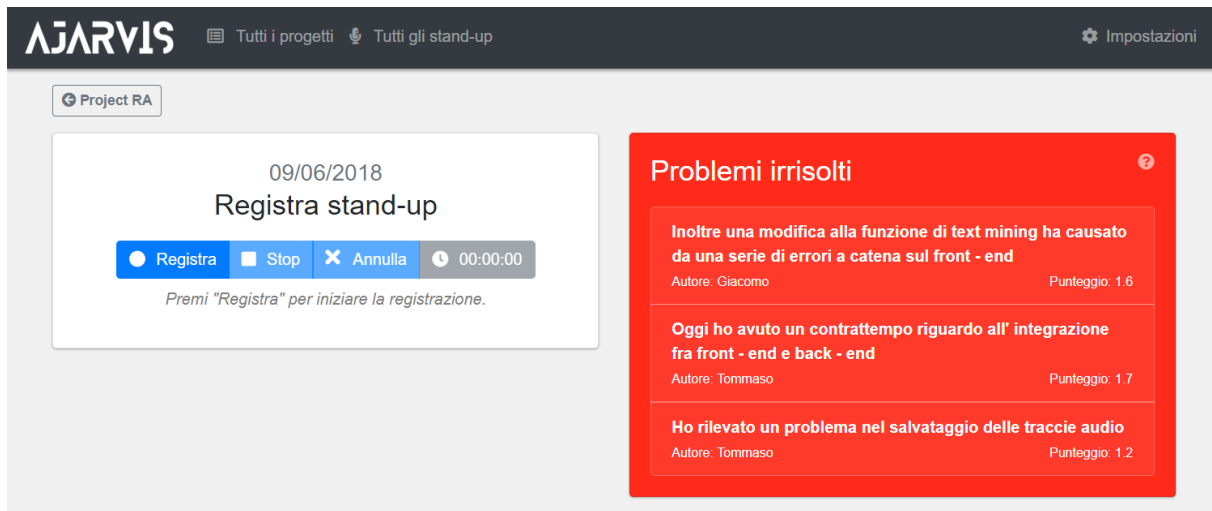 AJARVIS Tutti i progetti Tutti gli stand-up Impostazioni
Project RA
09/06/2018
Registra stand-up
Registra Stop Annulla 00:00:00
Premi "Registra" per iniziare la registrazione.
Problemi irrisolti
Inoltre una modifica alla funzione di text mining ha causato
da una serie di errori a catena sul front - end
Autore: Giacomo Punteggio: 1.6
Oggi ho avuto un contrattempo riguardo all' integrazione
fra front - end e back - end
Autore: Tommaso Punteggio: 1.7
Ho rilevato un problema nel salvataggio delle traccie audio
Autore: Tommaso Punteggio: 1.2